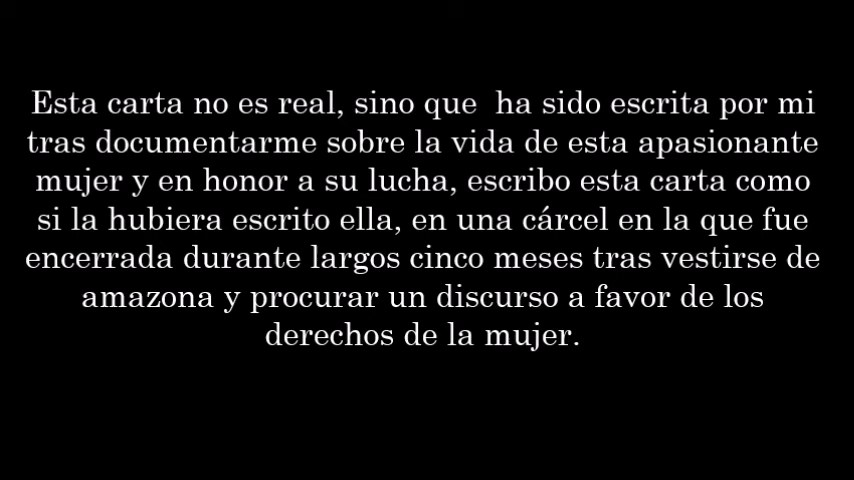 Esta carta no es real, sino que  ha sido escrita por mi
tras documentarme sobre la vida de esta apasionante
mujer y en honor a su lucha, escribo esta carta como
si la hubiera escrito ella, en una cárcel en la que fue
encerrada durante largos cinco meses tras vestirse de
amazona y procurar un discurso a favor de los
derechos de la mujer.